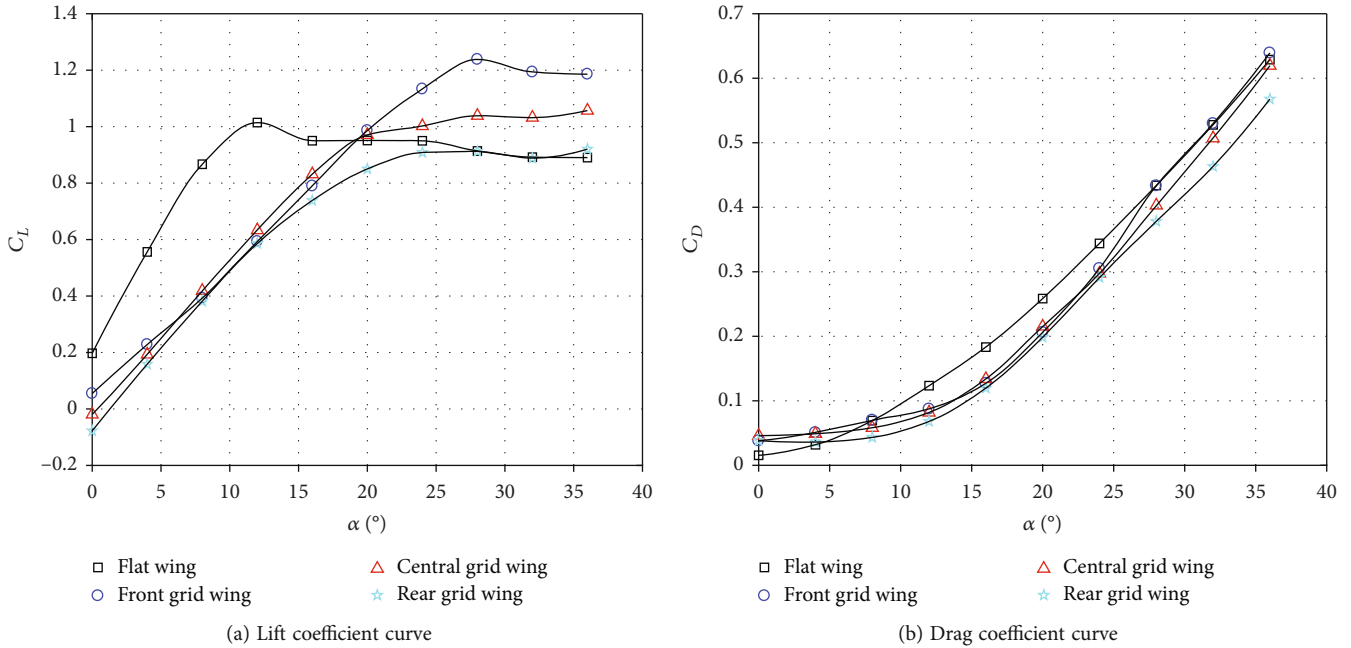 1.4
1.2
1
0.8
0.6
0.4
0.2
0
−0.2
C_L
0 5 10 15 20 25 30 35 40
α (°)
Flat wing
Front grid wing
Central grid wing
Rear grid wing
(a) Lift coefficient curve
0.7
0.6
0.5
0.4
0.3
0.2
0.1
0
C_D
0 5 10 15 20 25 30 35 40
α (°)
Flat wing
Front grid wing
Central grid wing
Rear grid wing
(b) Drag coefficient curve